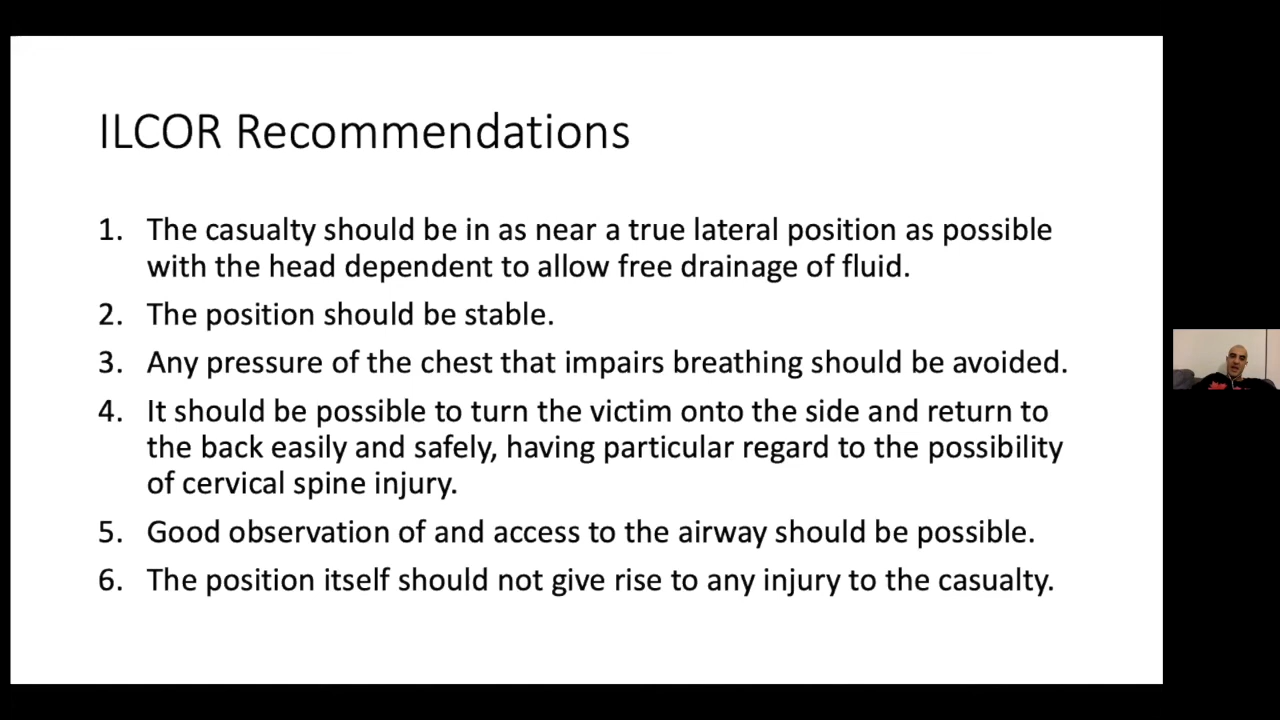 ILCOR Recommendations
1. The casualty should be in as near a true lateral position as possible
with the head dependent to allow free drainage of fluid.
2. The position should be stable.
3. Any pressure of the chest that impairs breathing should be avoided.
4. It should be possible to turn the victim onto the side and return to
the back easily and safely, having particular regard to the possibility
of cervical spine injury.
5. Good observation of and access to the airway should be possible.
6. The position itself should not give rise to any injury to the casualty.